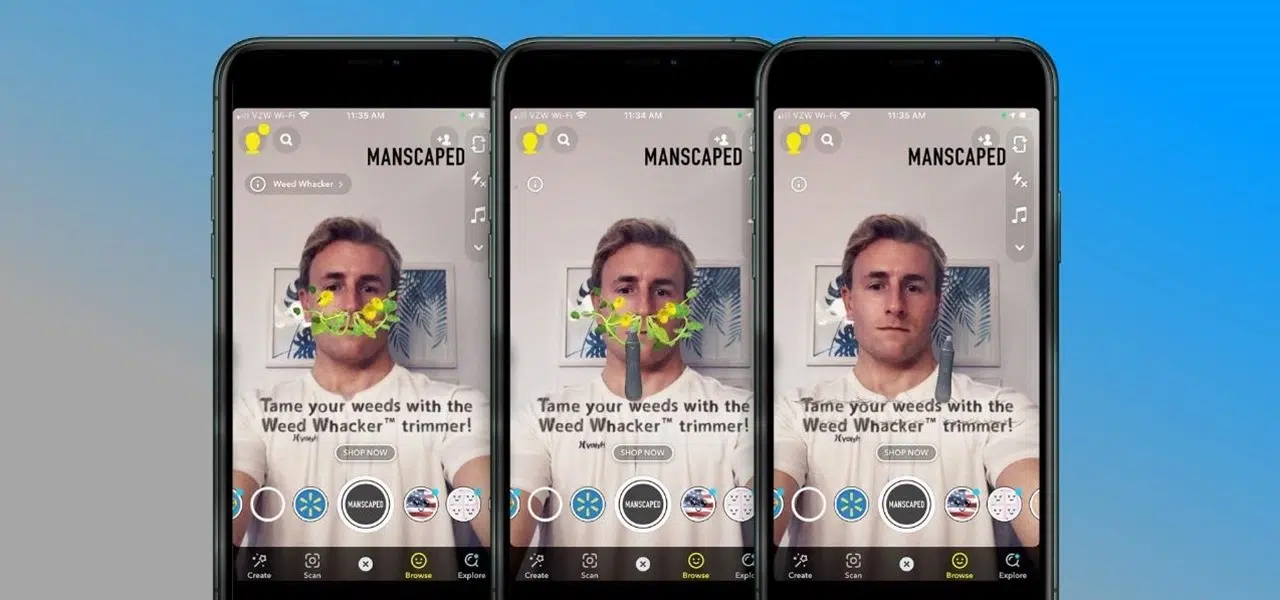 VZW Wi-Fi 11:35 AM
MANSCAPED
Weed Whacker >
Tame your weeds with the
Weed Whacker™ trimmer!
SHOP NOW
MANSCAPED
Create Scan Browse Explore
VZW Wi-Fi 11:34 AM
MANSCAPED
Tame your weeds with the
Weed Whacker™ trimmer!
SHOP NOW
MANSCAPED
Create Scan Browse Explo
VZW Wi-Fi 11:35 AM
MANSCAPED
Tame your weeds with the
Weed Whacker™ trimmer!
SHOP NOW
MANSCAPED
Create Scan Browse Explore